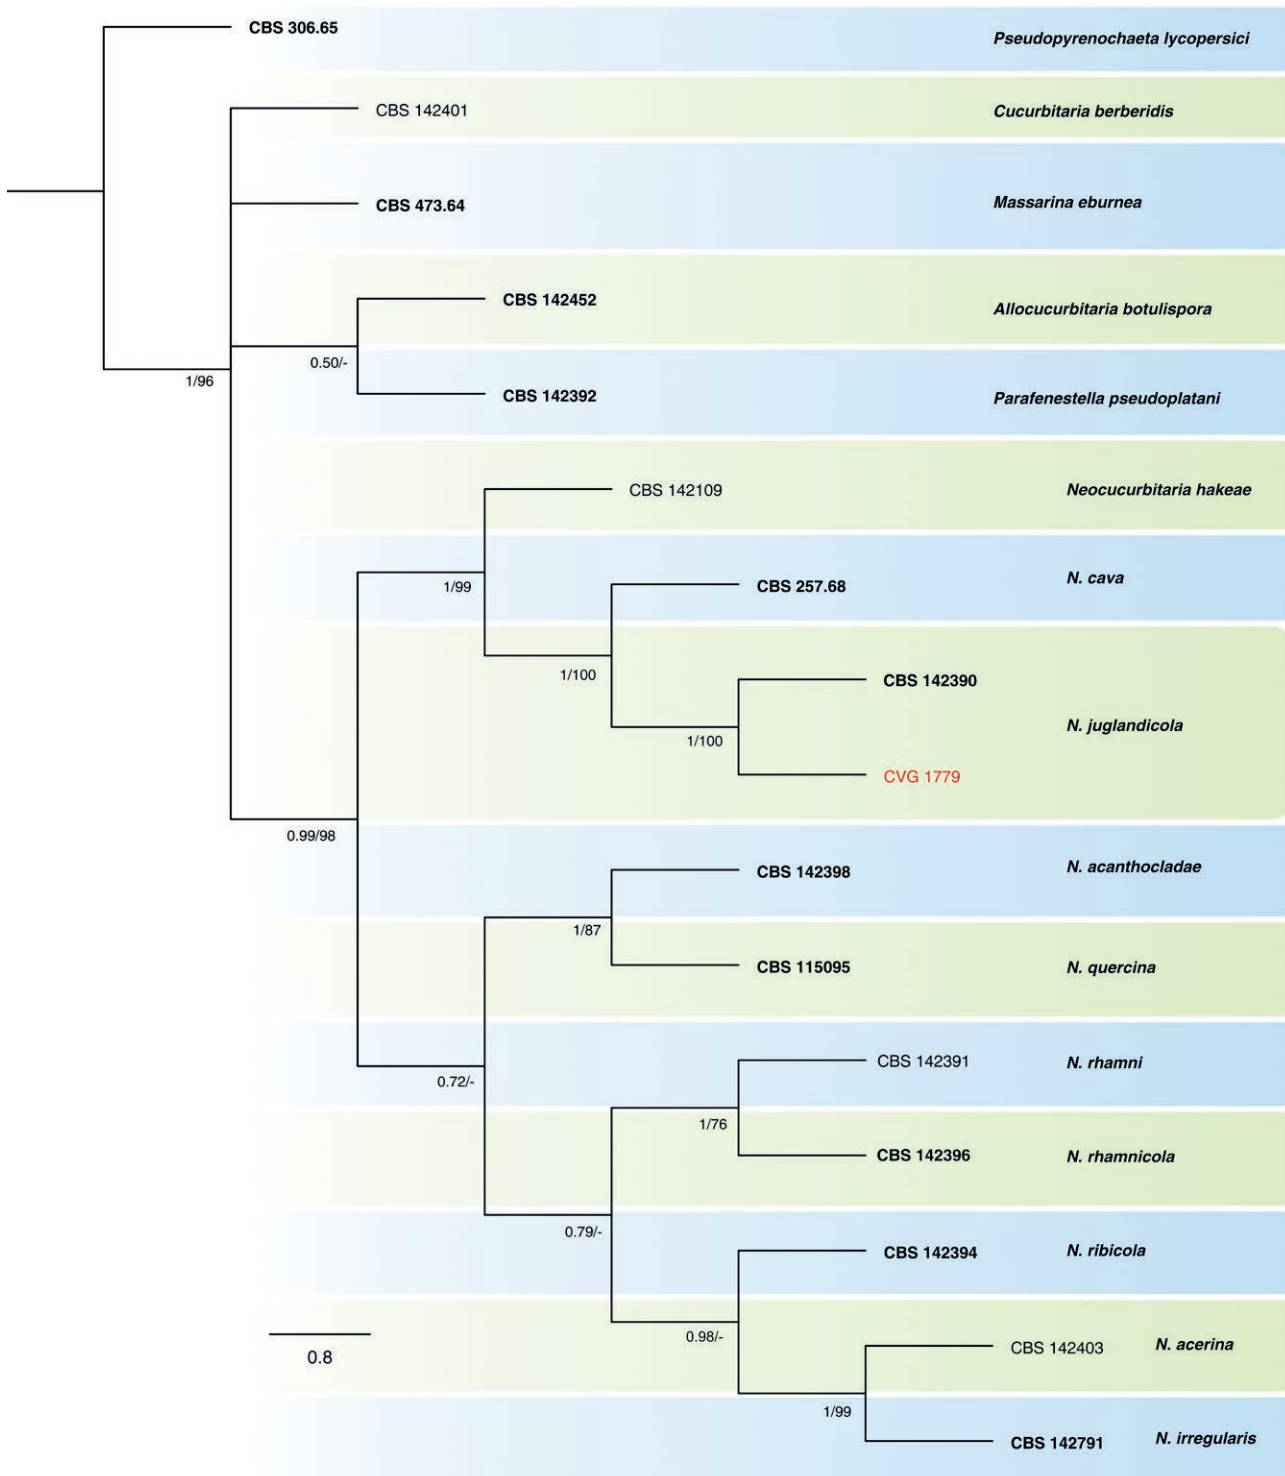 CBS 306.65
Pseudopyrenochaeta lycopersici
CBS 142401
Cucurbitaria berberidis
CBS 473.64
Massarina eburnea
CBS 142452
Allocucurbitaria botulispora
0.50/-
1/96
CBS 142392
Parafenestella pseudoplatani
CBS 142109
Neocucurbitaria hakeae
1/99
CBS 257.68
N. cava
1/100
CBS 142390
N. juglandicola
1/100
CVG 1779
0.99/98
CBS 142398
N. acanthocladae
1/87
CBS 115095
N. quercina
0.72/-
CBS 142391
N. rhamni
1/76
CBS 142396
N. rhamnicola
0.79/-
CBS 142394
N. ribicola
0.98/-
0.8
CBS 142403
N. acerina
1/99
CBS 142791
N. irregularis